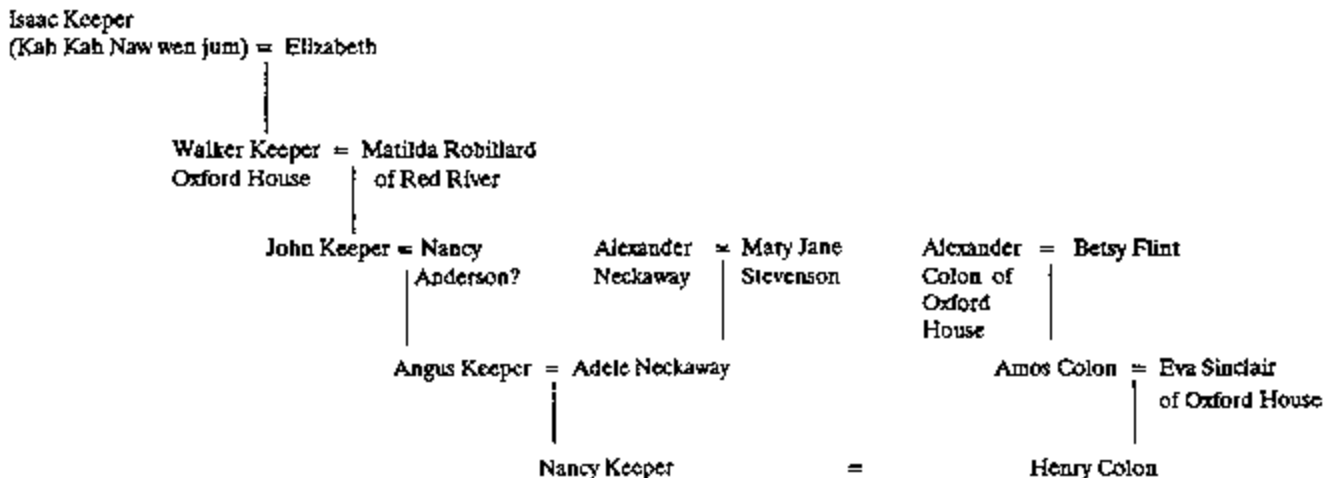 Isaac Keeper
(Kah Kah Naw wen jum) = Elizabeth
Walker Keeper = Matilda Robillard
Oxford House of Red River
John Keeper = Nancy Alexander = Mary Jane Alexander = Betsy Flint
Anderson? Neckaway Stevenson Colon of
Oxford
House
Angus Keeper = Adele Neckaway Amos Colon = Eva Sinclair
of Oxford House
Nancy Keeper = Henry Colon